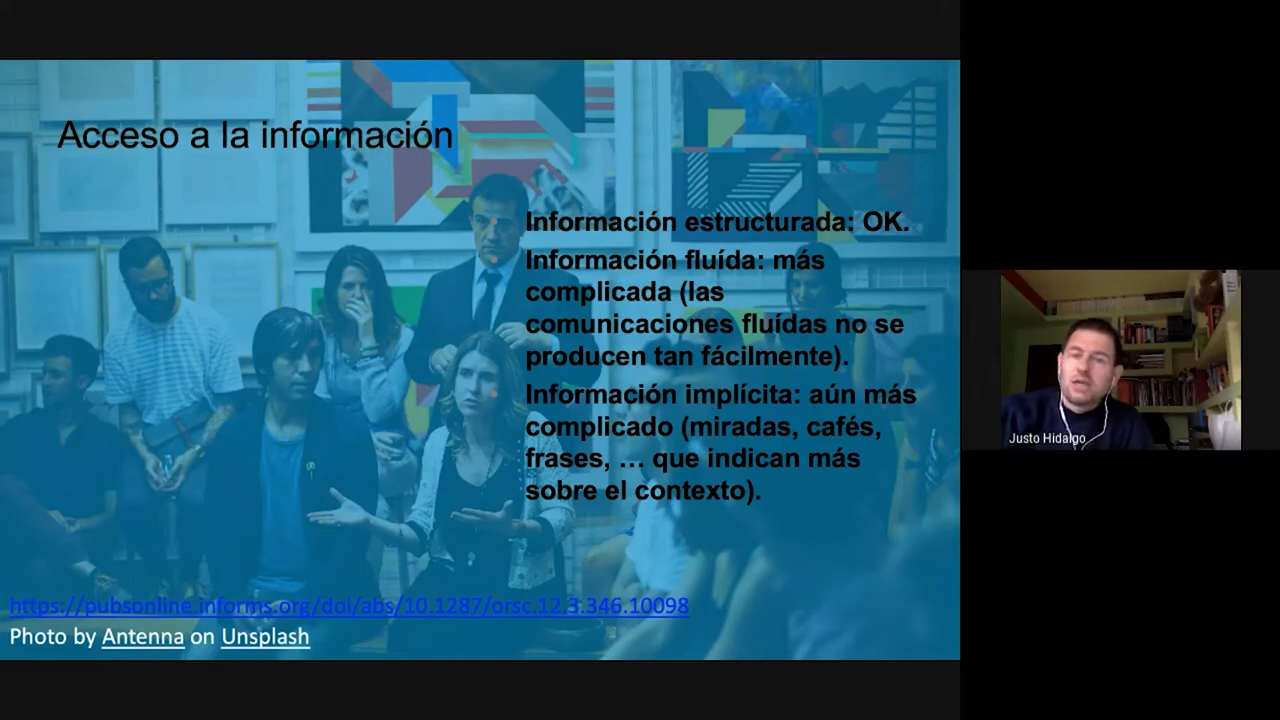 Acceso a la información
Información estructurada: OK.
Información fluída: más
complicada (las
comunicaciones fluídas no se
producen tan fácilmente).
Información implícita: aún más
complicado (miradas, cafés,
frases, … que indican más
sobre el contexto).
https://pubsonline.informs.org/doi/abs/10.1287/orsc.12.3.346.10098
Photo by Antenna on Unsplash
Justo Hidalgo